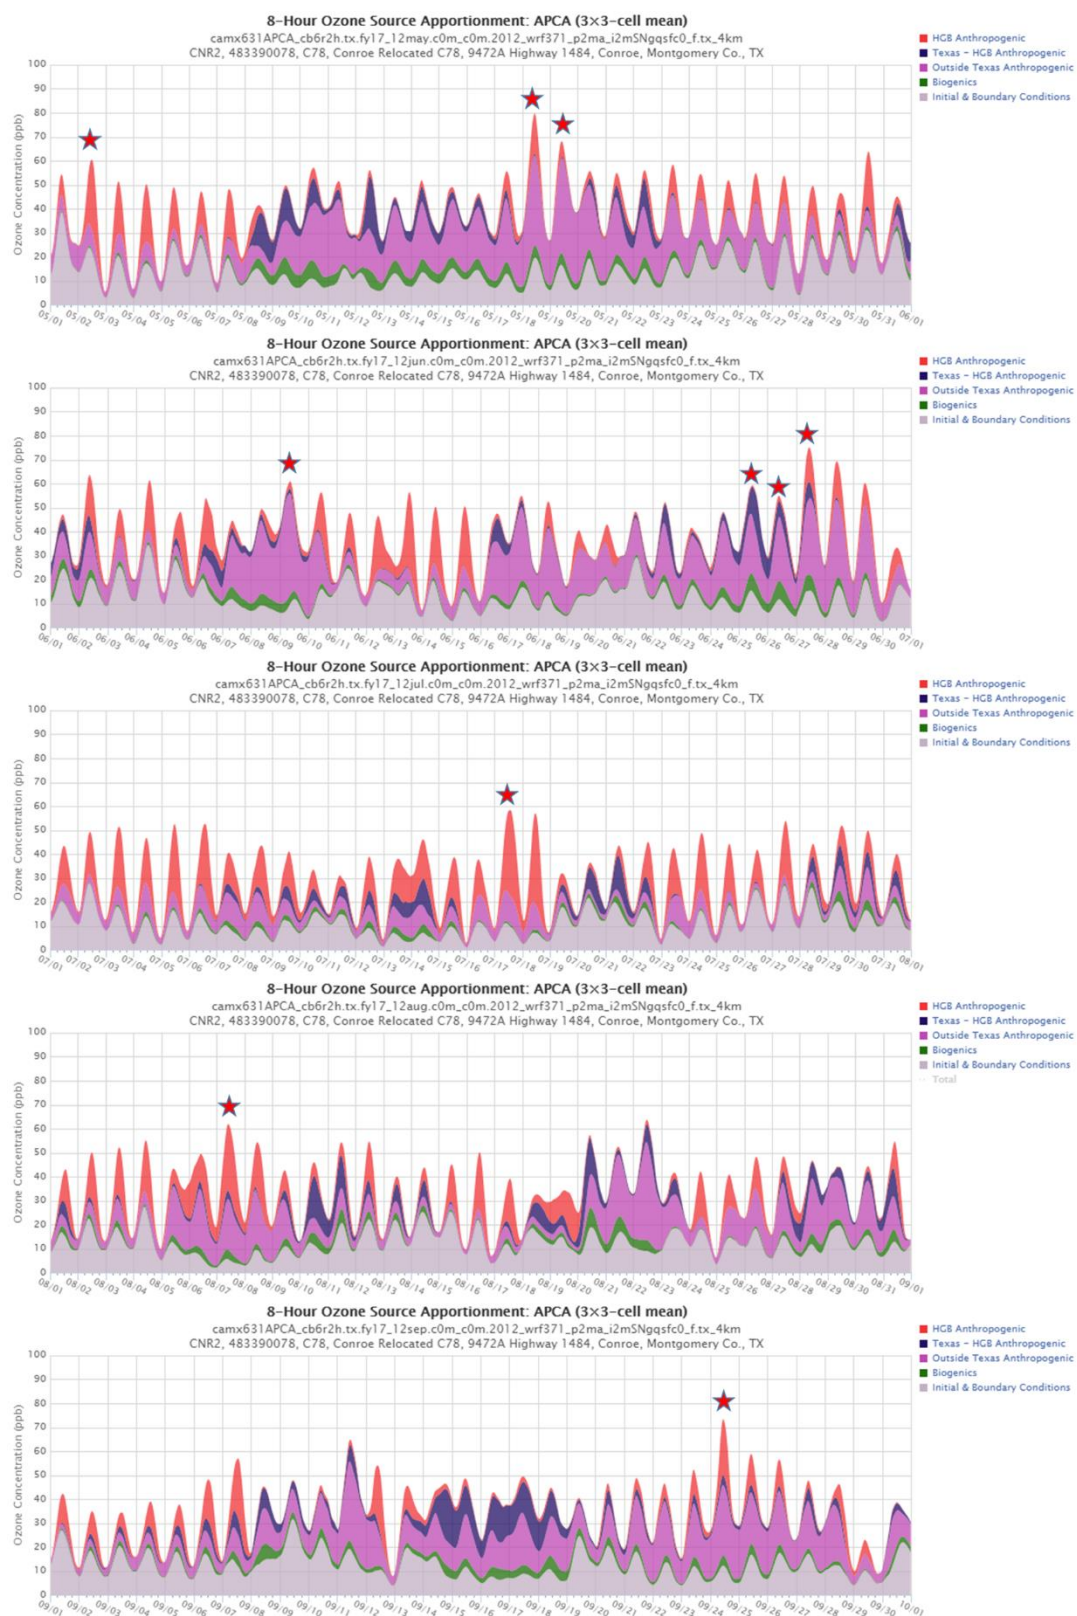 8-Hour Ozone Source Apportionment: APCA (3×3-cell mean)
camx631APCA_cb6r2h.tx.fy17_12may.c0m_c0m.2012_wrf371_p2ma_i2mSNgqsfc0_f.tx_4km
CNR2, 483390078, C78, Conroe Relocated C78, 9472A Highway 1484, Conroe, Montgomery Co., TX
HGB Anthropogenic
Texas - HGB Anthropogenic
Outside Texas Anthropogenic
Biogenics
Initial & Boundary Conditions
Ozone Concentration (ppb)
100
90
80
70
60
50
40
30
20
10
0
05/01 05/02 05/03 05/04 05/05 05/06 05/07 05/08 05/09 05/10 05/11 05/12 05/13 05/14 05/15 05/16 05/17 05/18 05/19 05/20 05/21 05/22 05/23 05/24 05/25 05/26 05/27 05/28 05/29 05/30 05/31 06/01
8-Hour Ozone Source Apportionment: APCA (3×3-cell mean)
camx631APCA_cb6r2h.tx.fy17_12jun.c0m_c0m.2012_wrf371_p2ma_i2mSNgqsfc0_f.tx_4km
CNR2, 483390078, C78, Conroe Relocated C78, 9472A Highway 1484, Conroe, Montgomery Co., TX
HGB Anthropogenic
Texas - HGB Anthropogenic
Outside Texas Anthropogenic
Biogenics
Initial & Boundary Conditions
Ozone Concentration (ppb)
100
90
80
70
60
50
40
30
20
10
0
06/01 06/02 06/03 06/04 06/05 06/06 06/07 06/08 06/09 06/10 06/11 06/12 06/13 06/14 06/15 06/16 06/17 06/18 06/19 06/20 06/21 06/22 06/23 06/24 06/25 06/26 06/27 06/28 06/29 06/30 07/01
8-Hour Ozone Source Apportionment: APCA (3×3-cell mean)
camx631APCA_cb6r2h.tx.fy17_12jul.c0m_c0m.2012_wrf371_p2ma_i2mSNgqsfc0_f.tx_4km
CNR2, 483390078, C78, Conroe Relocated C78, 9472A Highway 1484, Conroe, Montgomery Co., TX
HGB Anthropogenic
Texas - HGB Anthropogenic
Outside Texas Anthropogenic
Biogenics
Initial & Boundary Conditions
Ozone Concentration (ppb)
100
90
80
70
60
50
40
30
20
10
0
07/01 07/02 07/03 07/04 07/05 07/06 07/07 07/08 07/09 07/10 07/11 07/12 07/13 07/14 07/15 07/16 07/17 07/18 07/19 07/20 07/21 07/22 07/23 07/24 07/25 07/26 07/27 07/28 07/29 07/30 07/31 08/01
8-Hour Ozone Source Apportionment: APCA (3×3-cell mean)
camx631APCA_cb6r2h.tx.fy17_12aug.c0m_c0m.2012_wrf371_p2ma_i2mSNgqsfc0_f.tx_4km
CNR2, 483390078, C78, Conroe Relocated C78, 9472A Highway 1484, Conroe, Montgomery Co., TX
HGB Anthropogenic
Texas - HGB Anthropogenic
Outside Texas Anthropogenic
Biogenics
Initial & Boundary Conditions
Total
Ozone Concentration (ppb)
100
90
80
70
60
50
40
30
20
10
0
08/01 08/02 08/03 08/04 08/05 08/06 08/07 08/08 08/09 08/10 08/11 08/12 08/13 08/14 08/15 08/16 08/17 08/18 08/19 08/20 08/21 08/22 08/23 08/24 08/25 08/26 08/27 08/28 08/29 08/30 08/31 09/01
8-Hour Ozone Source Apportionment: APCA (3×3-cell mean)
camx631APCA_cb6r2h.tx.fy17_12sep.c0m_c0m.2012_wrf371_p2ma_i2mSNgqsfc0_f.tx_4km
CNR2, 483390078, C78, Conroe Relocated C78, 9472A Highway 1484, Conroe, Montgomery Co., TX
HGB Anthropogenic
Texas - HGB Anthropogenic
Outside Texas Anthropogenic
Biogenics
Initial & Boundary Conditions
Ozone Concentration (ppb)
100
90
80
70
60
50
40
30
20
10
0
09/01 09/02 09/03 09/04 09/05 09/06 09/07 09/08 09/09 09/10 09/11 09/12 09/13 09/14 09/15 09/16 09/17 09/18 09/19 09/20 09/21 09/22 09/23 09/24 09/25 09/26 09/27 09/28 09/29 09/30 10/01